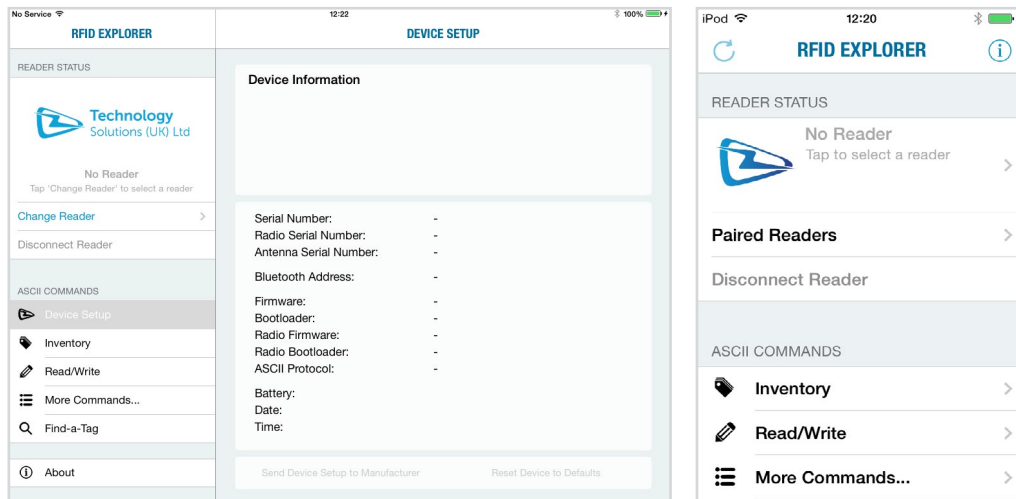 No Service 12:22 100%
RFID EXPLORER
READER STATUS
Technology
Solutions (UK) Ltd
No Reader
Tap 'Change Reader' to select a reader
Change Reader
Disconnect Reader
ASCII COMMANDS
Device Setup
Inventory
Read/Write
More Commands...
Find-a-Tag
About
DEVICE SETUP
Device Information
Serial Number: -
Radio Serial Number: -
Antenna Serial Number: -
Bluetooth Address: -
Firmware: -
Bootloader: -
Radio Firmware: -
Radio Bootloader: -
ASCII Protocol: -
Battery:
Date:
Time:
Send Device Setup to Manufacturer Reset Device to Defaults
iPod 12:20
RFID EXPLORER
READER STATUS
No Reader
Tap to select a reader
Paired Readers
Disconnect Reader
ASCII COMMANDS
Inventory
Read/Write
More Commands...